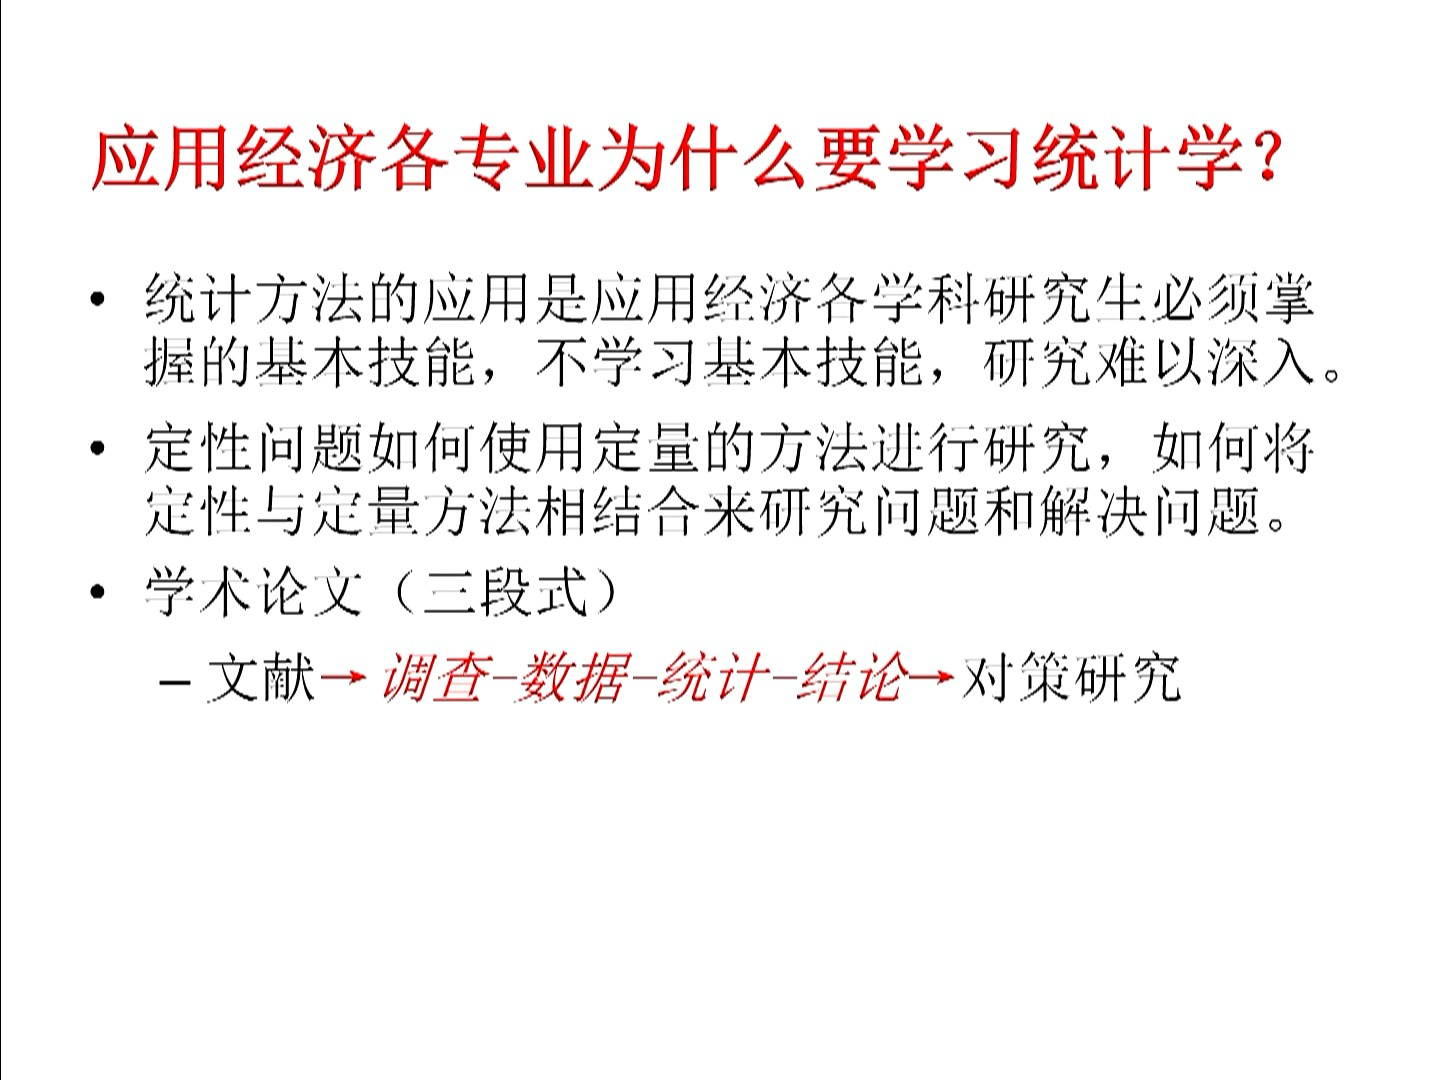 应用经济各专业为什么要学习统计学？
• 统计方法的应用是应用经济各学科研究生必须掌
握的基本技能，不学习基本技能，研究难以深入。
• 定性问题如何使用定量的方法进行研究，如何将
定性与定量方法相结合来研究问题和解决问题。
• 学术论文（三段式）
– 文献→调查-数据-统计-结论→对策研究